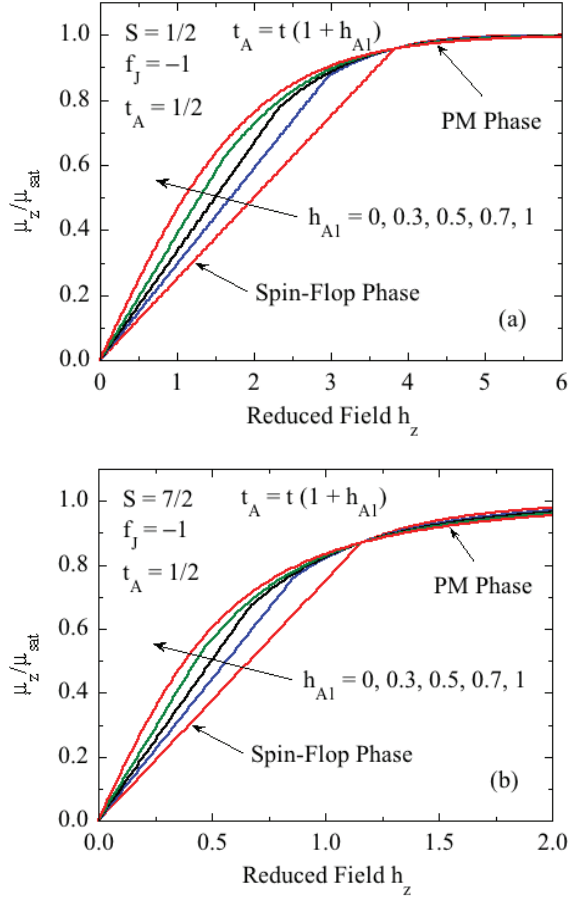 S = 1/2 t_A = t (1 + h_A1)
f_J = –1
t_A = 1/2
PM Phase
h_A1 = 0, 0.3, 0.5, 0.7, 1
Spin-Flop Phase
(a)
μ_z/μ_sat
1.0
0.8
0.6
0.4
0.2
0.0
0 1 2 3 4 5 6
Reduced Field h_z
S = 7/2 t_A = t (1 + h_A1)
f_J = –1
t_A = 1/2
PM Phase
h_A1 = 0, 0.3, 0.5, 0.7, 1
Spin-Flop Phase
(b)
μ_z/μ_sat
1.0
0.8
0.6
0.4
0.2
0.0
0.0 0.5 1.0 1.5 2.0
Reduced Field h_z